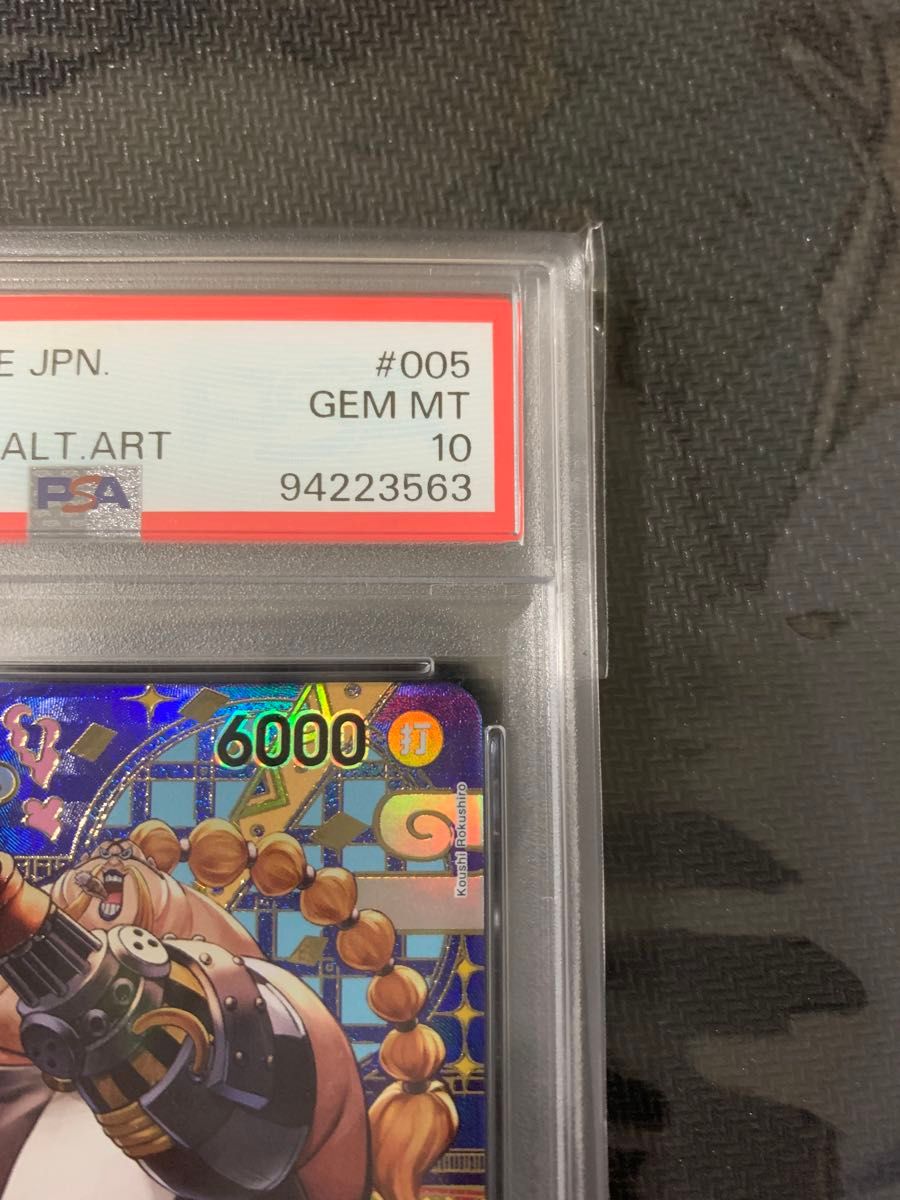 E JPN.
#005
GEM MT
ALT.ART
10
PSA
94223563
6000
打
Koushi Rokushiro